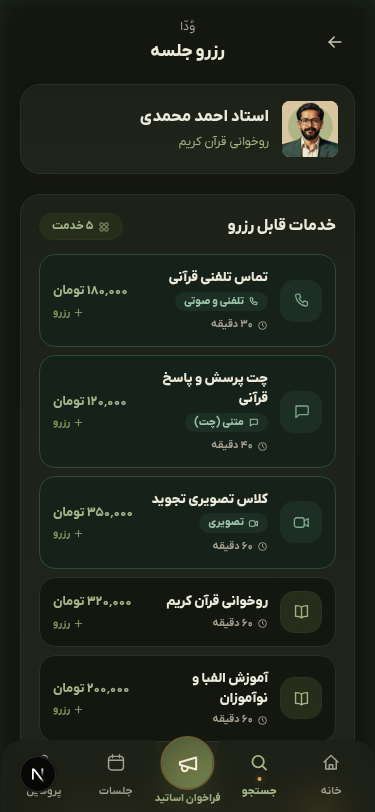 وُدّا
رزرو جلسه
استاد احمد محمدی
روخوانی قرآن کریم
خدمات قابل رزرو
۵ خدمت
تماس تلفنی قرآنی
تلفنی و صوتی
۳۰ دقیقه
۱۸۰,۰۰۰ تومان
+ رزرو
چت پرسش و پاسخ
قرآنی
متنی (چت)
۴۰ دقیقه
۱۲۰,۰۰۰ تومان
+ رزرو
کلاس تصویری تجوید
تصویری
۶۰ دقیقه
۳۵۰,۰۰۰ تومان
+ رزرو
روخوانی قرآن کریم
۶۰ دقیقه
۳۲۰,۰۰۰ تومان
+ رزرو
آموزش الفبا و
نوآموزان
۶۰ دقیقه
۲۰۰,۰۰۰ تومان
+ رزرو
خانه
جستجو
فراخوان اساتید
جلسات
N